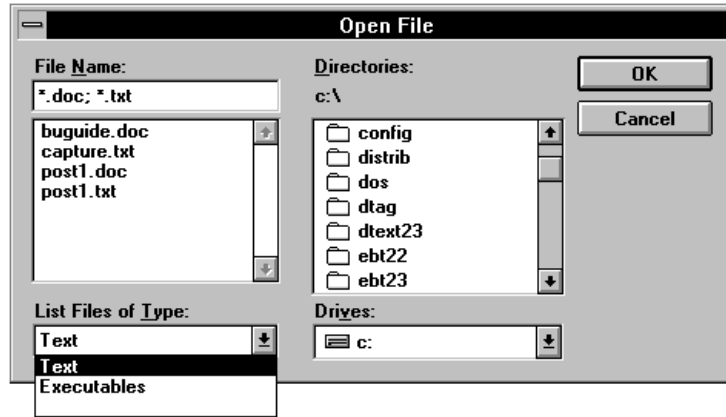 Open File
File Name:
*.doc; *.txt
buguide.doc
capture.txt
post1.doc
post1.txt
List Files of Type:
Text
Text
Executables
Directories:
c:\
config
distrib
dos
dtag
dtext23
ebt22
ebt23
Drives:
c:
OK
Cancel